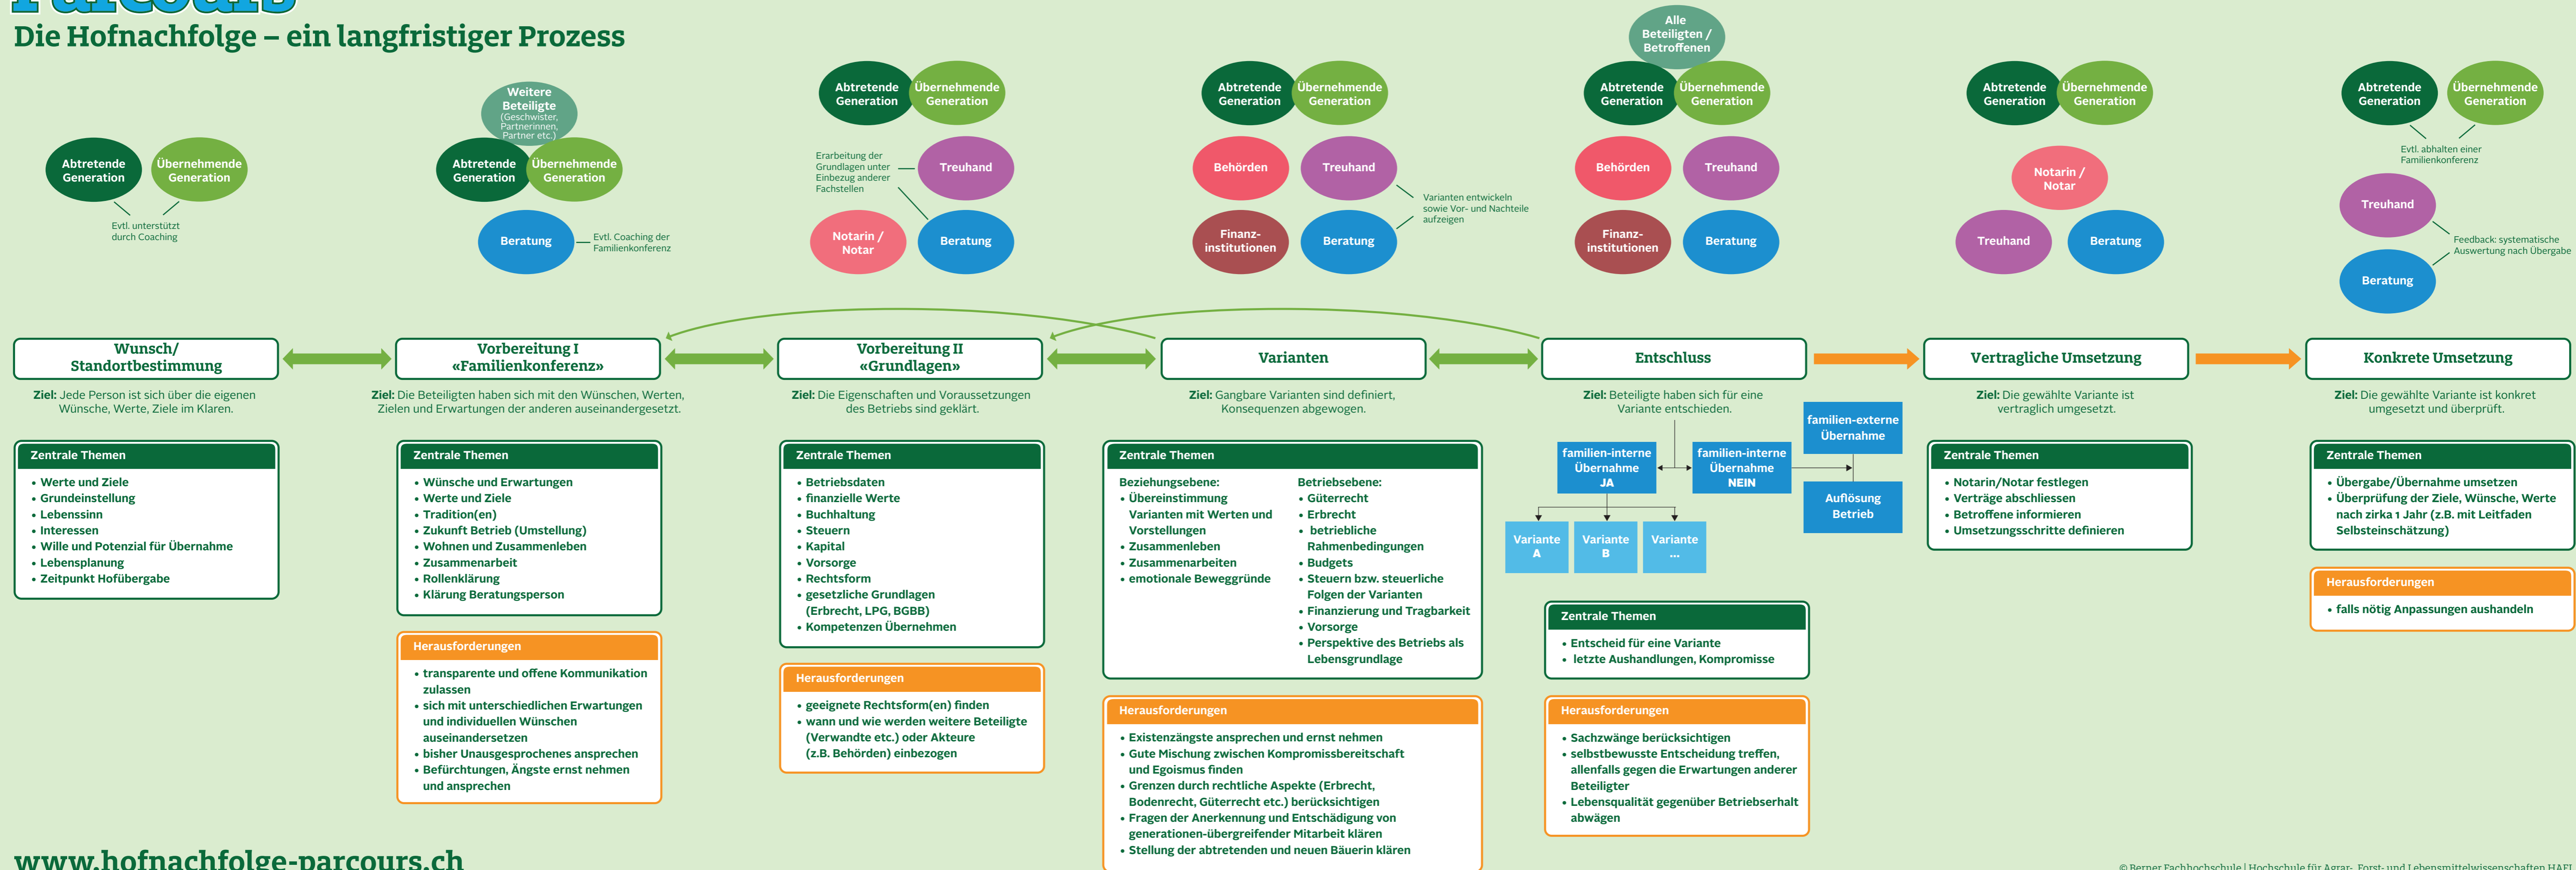 Parcours
Die Hofnachfolge – ein langfristiger Prozess
Abtretende
Generation
Übernehmende
Generation
Evtl. unterstützt
durch Coaching
Weitere
Beteiligte
(Geschwister,
Partnerinnen,
Partner etc.)
Abtretende
Generation
Übernehmende
Generation
Beratung
Evtl. Coaching der
Familienkonferenz
Abtretende
Generation
Übernehmende
Generation
Erarbeitung der
Grundlagen unter
Einbezug anderer
Fachstellen
Treuhand
Notarin /
Notar
Beratung
Abtretende
Generation
Übernehmende
Generation
Behörden
Treuhand
Finanz-
institutionen
Beratung
Varianten entwickeln
sowie Vor- und Nachteile
aufzeigen
Alle
Beteiligten /
Betroffenen
Abtretende
Generation
Übernehmende
Generation
Behörden
Treuhand
Finanz-
institutionen
Beratung
Abtretende
Generation
Übernehmende
Generation
Notarin /
Notar
Treuhand
Beratung
Abtretende
Generation
Übernehmende
Generation
Evtl. abhalten einer
Familienkonferenz
Treuhand
Feedback: systematische
Auswertung nach Übergabe
Beratung
Wunsch/
Standortbestimmung
Ziel: Jede Person ist sich über die eigenen
Wünsche, Werte, Ziele im Klaren.
Zentrale Themen
• Werte und Ziele
• Grundeinstellung
• Lebenssinn
• Interessen
• Wille und Potenzial für Übernahme
• Lebensplanung
• Zeitpunkt Hofübergabe
Vorbereitung I
«Familienkonferenz»
Ziel: Die Beteiligten haben sich mit den Wünschen, Werten,
Zielen und Erwartungen der anderen auseinandergesetzt.
Zentrale Themen
• Wünsche und Erwartungen
• Werte und Ziele
• Tradition(en)
• Zukunft Betrieb (Umstellung)
• Wohnen und Zusammenleben
• Zusammenarbeit
• Rollenklärung
• Klärung Beratungsperson
Herausforderungen
• transparente und offene Kommunikation
zulassen
• sich mit unterschiedlichen Erwartungen
und individuellen Wünschen
auseinandersetzen
• bisher Unausgesprochenes ansprechen
• Befürchtungen, Ängste ernst nehmen
und ansprechen
Vorbereitung II
«Grundlagen»
Ziel: Die Eigenschaften und Voraussetzungen
des Betriebs sind geklärt.
Zentrale Themen
• Betriebsdaten
• finanzielle Werte
• Buchhaltung
• Steuern
• Kapital
• Vorsorge
• Rechtsform
• gesetzliche Grundlagen
(Erbrecht, LPG, BGBB)
• Kompetenzen Übernehmen
Herausforderungen
• geeignete Rechtsform(en) finden
• wann und wie werden weitere Beteiligte
(Verwandte etc.) oder Akteure
(z.B. Behörden) einbezogen
Varianten
Ziel: Gangbare Varianten sind definiert,
Konsequenzen abgewogen.
Zentrale Themen
Beziehungsebene:
• Übereinstimmung
Varianten mit Werten und
Vorstellungen
• Zusammenleben
• Zusammenarbeiten
• emotionale Beweggründe
Betriebsebene:
• Güterrecht
• Erbrecht
• betriebliche
Rahmenbedingungen
• Budgets
• Steuern bzw. steuerliche
Folgen der Varianten
• Finanzierung und Tragbarkeit
• Vorsorge
• Perspektive des Betriebs als
Lebensgrundlage
Herausforderungen
• Existenzängste ansprechen und ernst nehmen
• Gute Mischung zwischen Kompromissbereitschaft
und Egoismus finden
• Grenzen durch rechtliche Aspekte (Erbrecht,
Bodenrecht, Güterrecht etc.) berücksichtigen
• Fragen der Anerkennung und Entschädigung von
generationen-übergreifender Mitarbeit klären
• Stellung der abtretenden und neuen Bäuerin klären
Entschluss
Ziel: Beteiligte haben sich für eine
Variante entschieden.
familien-interne
Übernahme
JA
familien-interne
Übernahme
NEIN
familien-externe
Übernahme
Auflösung
Betrieb
Variante
A
Variante
B
Variante
...
Zentrale Themen
• Entscheid für eine Variante
• letzte Aushandlungen, Kompromisse
Herausforderungen
• Sachzwänge berücksichtigen
• selbstbewusste Entscheidung treffen,
allenfalls gegen die Erwartungen anderer
Beteiligter
• Lebensqualität gegenüber Betriebserhalt
abwägen
Vertragliche Umsetzung
Ziel: Die gewählte Variante ist
vertraglich umgesetzt.
Zentrale Themen
• Notarin/Notar festlegen
• Verträge abschliessen
• Betroffene informieren
• Umsetzungsschritte definieren
Konkrete Umsetzung
Ziel: Die gewählte Variante ist konkret
umgesetzt und überprüft.
Zentrale Themen
• Übergabe/Übernahme umsetzen
• Überprüfung der Ziele, Wünsche, Werte
nach zirka 1 Jahr (z.B. mit Leitfaden
Selbsteinschätzung)
Herausforderungen
• falls nötig Anpassungen aushandeln
www.hofnachfolge-parcours.ch
© Berner Fachhochschule | Hochschule für Agrar-, Forst- und Lebensmittelwissenschaften HAFL